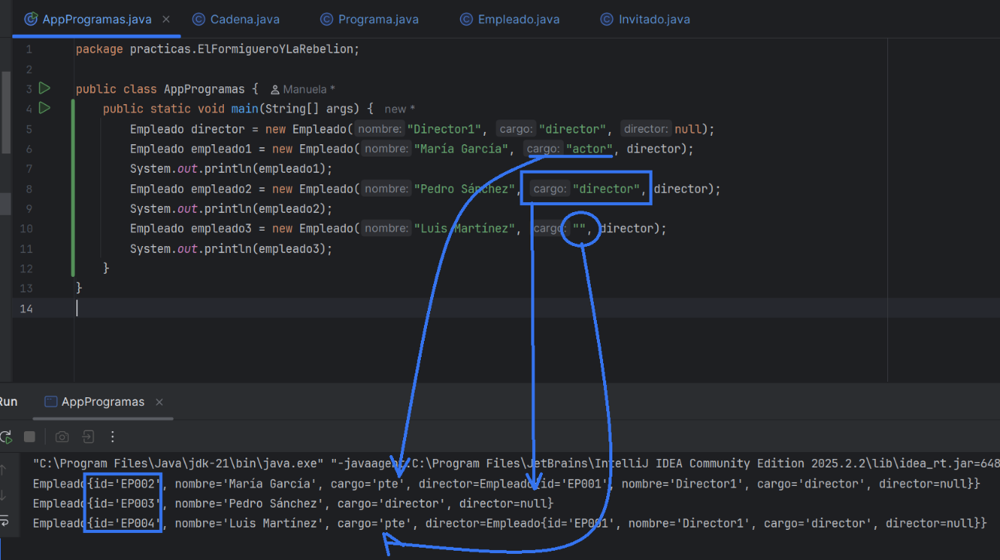 AppProgramas.java × Cadena.java Programa.java Empleado.java Invitado.java
1 package practicas.ElFormigueroYLaRebelion;
2
3 public class AppProgramas { Manuela *
4 public static void main(String[] args) { new *
5 Empleado director = new Empleado( nombre: "Director1", cargo: "director", director: null);
6 Empleado empleado1 = new Empleado( nombre: "María García", cargo: "actor", director);
7 System.out.println(empleado1);
8 Empleado empleado2 = new Empleado( nombre: "Pedro Sánchez", cargo: "director", director);
9 System.out.println(empleado2);
10 Empleado empleado3 = new Empleado( nombre: "Luis Martínez", cargo: "", director);
11 System.out.println(empleado3);
12 }
13 }
14
Run AppProgramas ×
"C:\Program Files\Java\jdk-21\bin\java.exe" "-javaagent:C:\Program Files\JetBrains\IntelliJ IDEA Community Edition 2025.2.2\lib\idea_rt.jar=648
Empleado{id='EP002', nombre='María García', cargo='pte', director=Empleado{id='EP001', nombre='Director1', cargo='director', director=null}}
Empleado{id='EP003', nombre='Pedro Sánchez', cargo='director', director=null}
Empleado{id='EP004', nombre='Luis Martínez', cargo='pte', director=Empleado{id='EP001', nombre='Director1', cargo='director', director=null}}